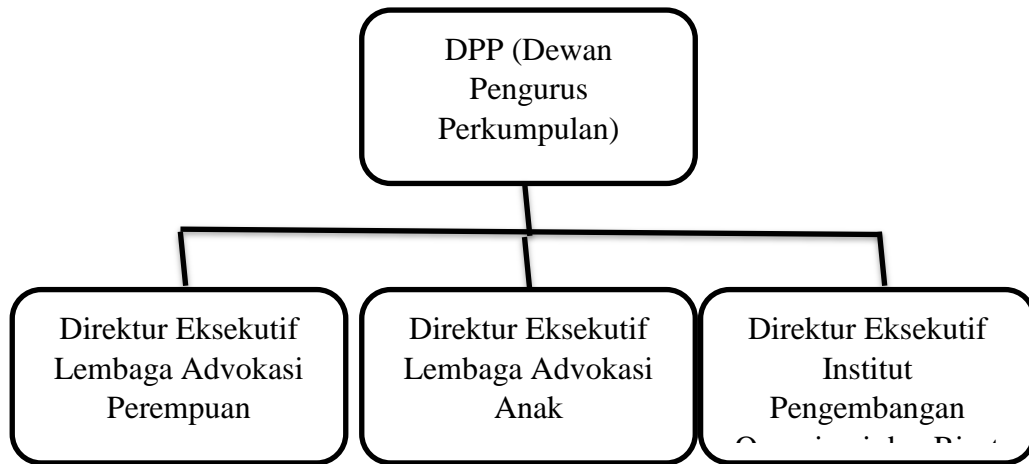 DPP (Dewan
Pengurus
Perkumpulan)
Direktur Eksekutif
Lembaga Advokasi
Perempuan
Direktur Eksekutif
Lembaga Advokasi
Anak
Direktur Eksekutif
Institut
Pengembangan